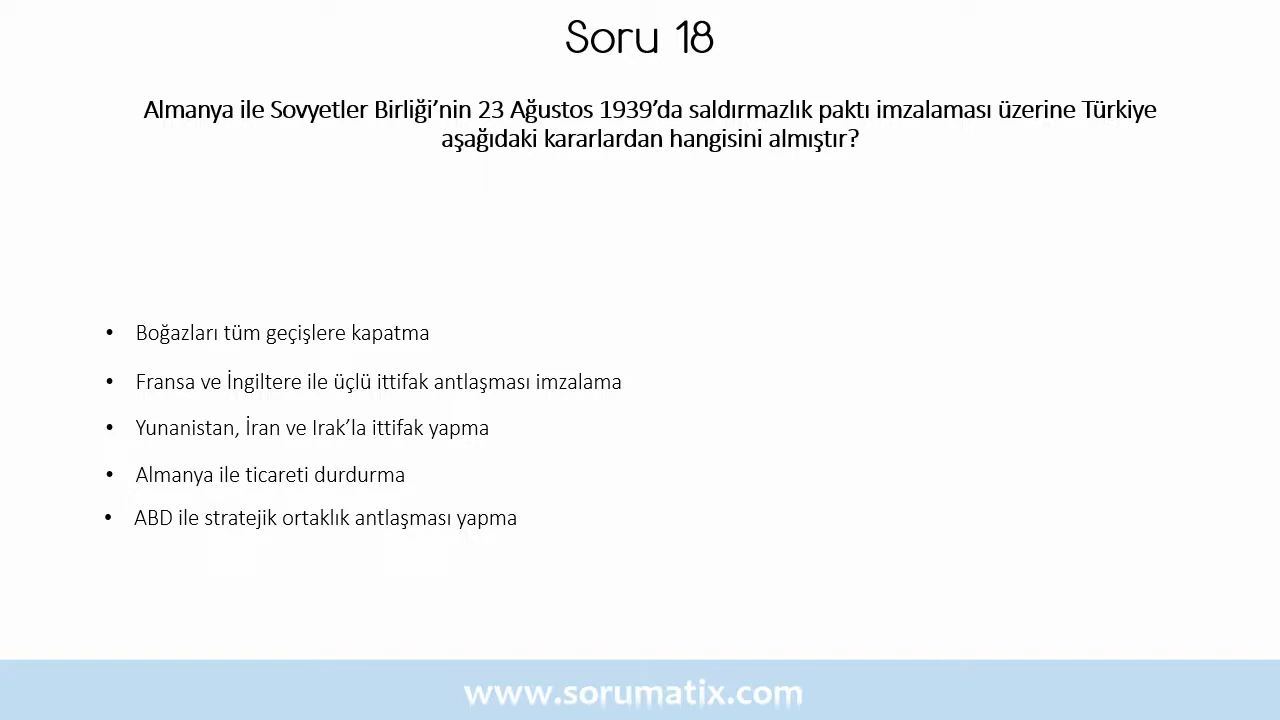 Soru 18
Almanya ile Sovyetler Birliği’nin 23 Ağustos 1939’da saldırmazlık paktı imzalaması üzerine Türkiye
aşağıdaki kararlardan hangisini almıştır?
• Boğazları tüm geçişlere kapatma
• Fransa ve İngiltere ile üçlü ittifak antlaşması imzalama
• Yunanistan, İran ve Irak’la ittifak yapma
• Almanya ile ticareti durdurma
• ABD ile stratejik ortaklık antlaşması yapma
www.sorumatix.com